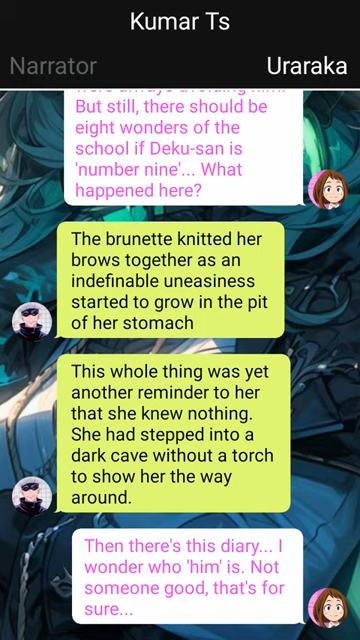 Kumar Ts
Narrator
Uraraka
But still, there should be
eight wonders of the
school if Deku-san is
'number nine'... What
happened here?
The brunette knitted her
brows together as an
indefinable uneasiness
started to grow in the pit
of her stomach
This whole thing was yet
another reminder to her
that she knew nothing.
She had stepped into a
dark cave without a torch
to show her the way
around.
Then there's this diary... I
wonder who 'him' is. Not
someone good, that's for
sure...